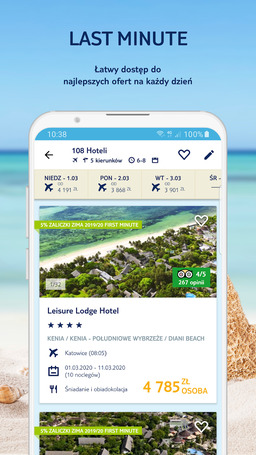 LAST MINUTE
Łatwy dostęp do
najlepszych ofert na każdy dzień
10:38
100%
108 Hoteli
5 kierunków
6-8
NIEDZ - 1.03
OD
4 191 ZŁ
PON - 2.03
OD
3 868 ZŁ
WT - 3.03
OD
3 901 ZŁ
ŚR -
5% ZALICZKI ZIMA 2019/20 FIRST MINUTE
1/32
4/5
267 opinii
Leisure Lodge Hotel
KENIA / KENIA - POŁUDNIOWE WYBRZEŻE / DIANI BEACH
Katowice (08:05)
01.03.2020 - 11.03.2020
(10 noclegów)
Śniadanie i obiadokolacja
4 785 ZŁ
OSOBA
5% ZALICZKI ZIMA 2019/20 FIRST MINUTE